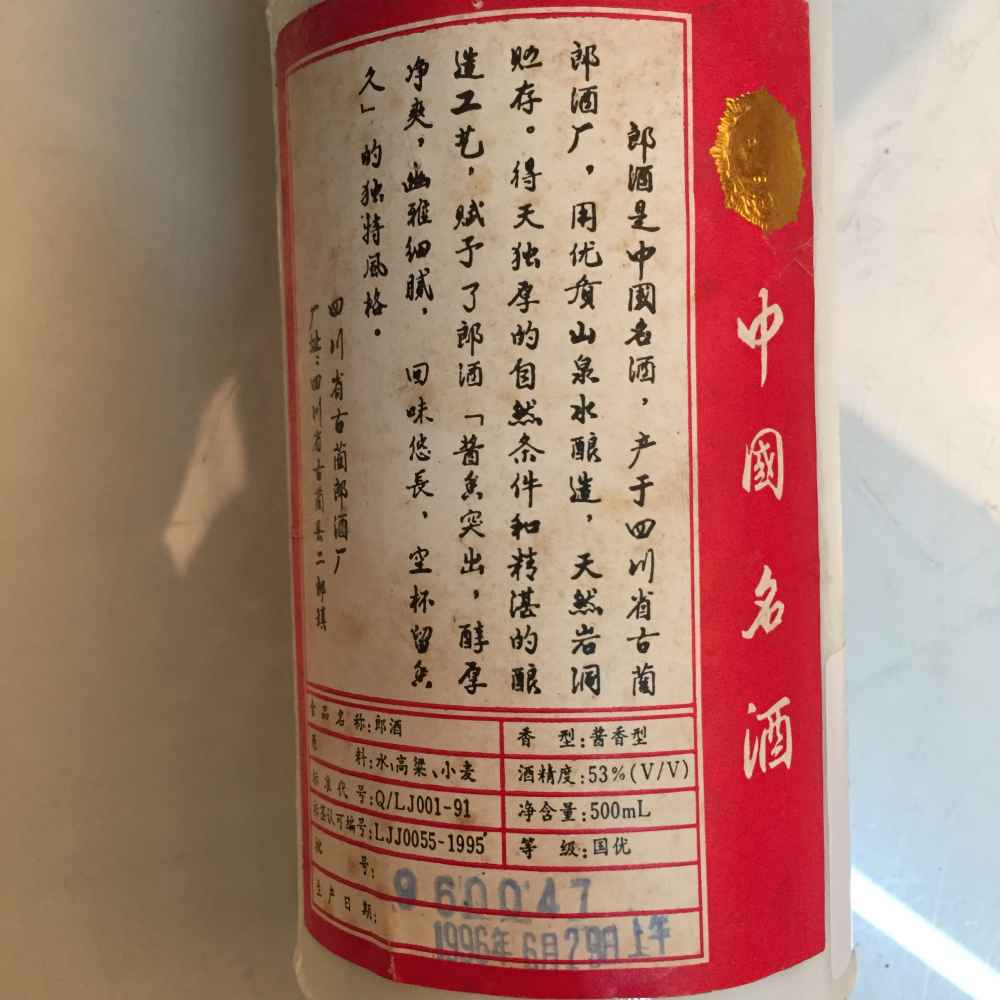 中國名酒
郎酒是中國名酒，产于四川省古蔺
郎酒厂，用优质山泉水酿造，天然岩洞
贮存。得天独厚的自然条件和精湛的酿
造工艺，赋予了郎酒「酱香突出，醇厚
净爽，幽雅细腻，回味悠長，空杯留香
久」的独特风格。
四川省古蔺郎酒厂
厂址：四川省古蔺县二郎镇
食品名称：郎酒
香型：酱香型
原料：水、高粱、小麦
酒精度：53%(V/V)
标准代号：Q/LJ001-91
净含量：500mL
标签认可编号：LJJ0055-1995
等级：国优
批号：960047
生产日期：1996年6月29日上午